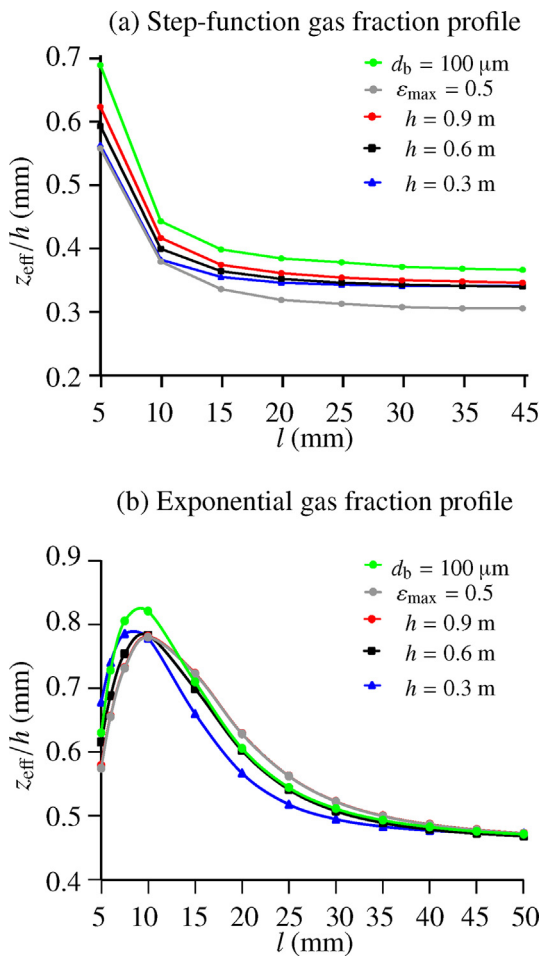 (a) Step-function gas fraction profile
0.7
0.6
0.5
0.4
0.3
0.2
z_eff/h (mm)
d_b = 100 μm
ε_max = 0.5
h = 0.9 m
h = 0.6 m
h = 0.3 m
5 10 15 20 25 30 35 45
l (mm)
(b) Exponential gas fraction profile
0.9
0.8
0.7
0.6
0.5
0.4
z_eff/h (mm)
d_b = 100 μm
ε_max = 0.5
h = 0.9 m
h = 0.6 m
h = 0.3 m
5 10 15 20 25 30 35 40 45 50
l (mm)